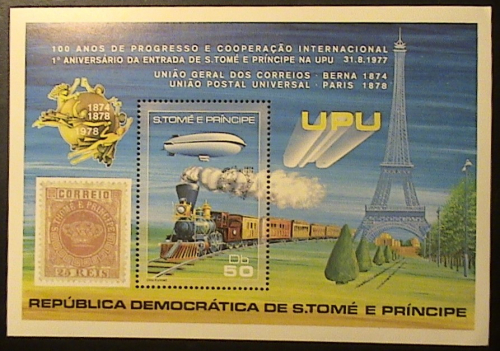 100 ANOS DE PROGRESSO E COOPERAÇÃO INTERNACIONAL
1º ANIVERSÁRIO DA ENTRADA DE S.TOMÉ E PRÍNCIPE NA UPU 31.8.1977
UNIÃO GERAL DOS CORREIOS · BERNA 1874
UNIÃO POSTAL UNIVERSAL · PARIS 1878
1874
1878
1978
S.TOMÉ E PRÍNCIPE
UPU
CORREIO
S. THOMÉ E PRINCIPE
25 REIS
Db
50
REPÚBLICA DEMOCRÁTICA DE S.TOMÉ E PRÍNCIPE